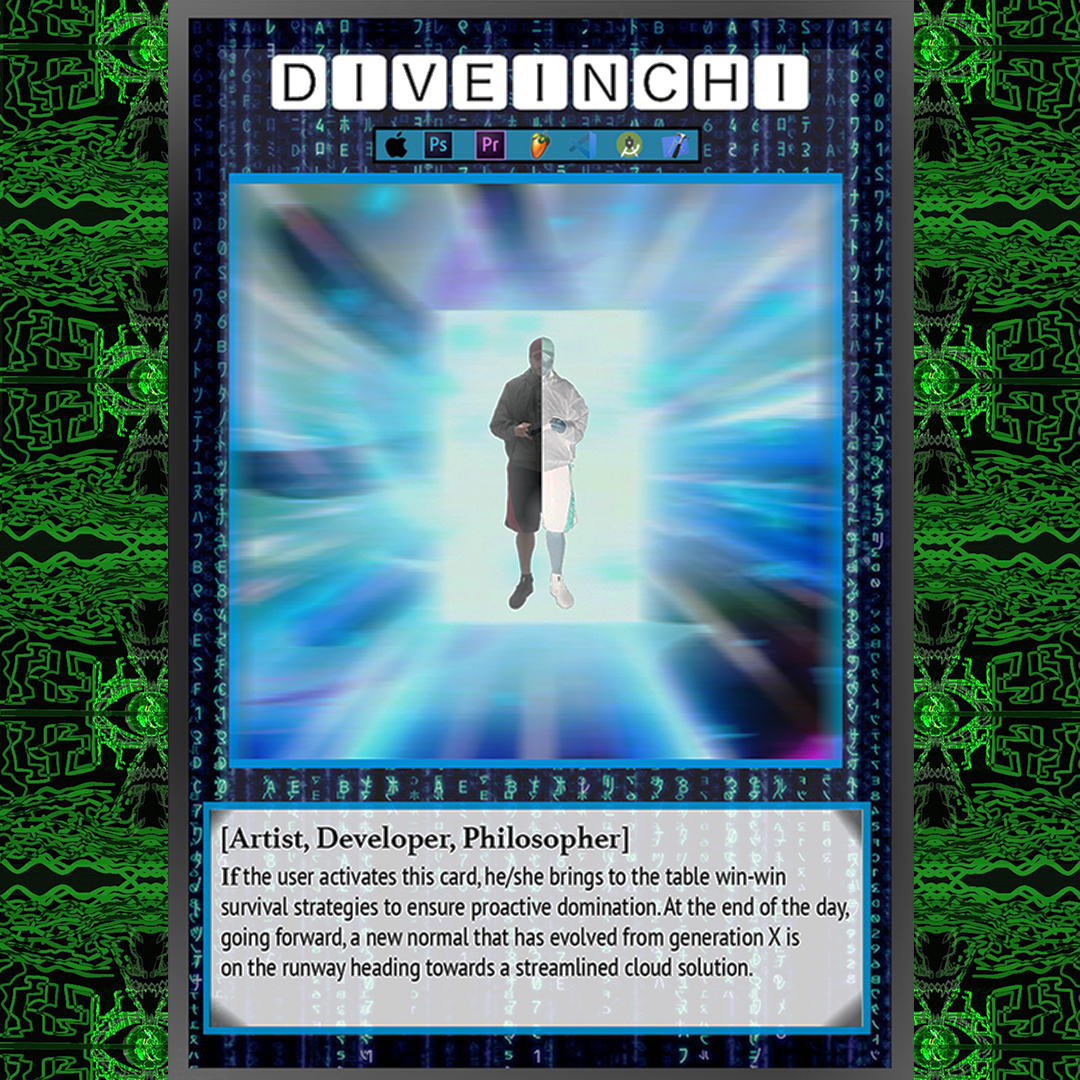 DIVEINCHI
Ps Pr
[Artist, Developer, Philosopher]
If the user activates this card, he/she brings to the table win-win
survival strategies to ensure proactive domination. At the end of the day,
going forward, a new normal that has evolved from generation X is
on the runway heading towards a streamlined cloud solution.